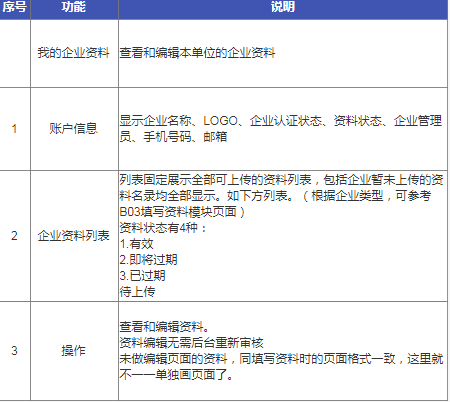 序号 功能 说明
我的企业资料 查看和编辑本单位的企业资料
1 账户信息 显示企业名称、LOGO、企业认证状态、资料状态、企业管理
员、手机号码、邮箱
列表固定展示全部可上传的资料列表，包括企业暂未上传的资
料名录均全部显示。如下方列表。（根据企业类型，可参考
B03填写资料模块页面）
2 企业资料列表 资料状态有4种：
1.有效
2.即将过期
3.已过期
待上传
查看和编辑资料。
3 操作 资料编辑无需后台重新审核
未做编辑页面的资料，同填写资料时的页面格式一致，这里就
不一一单独画页面了。